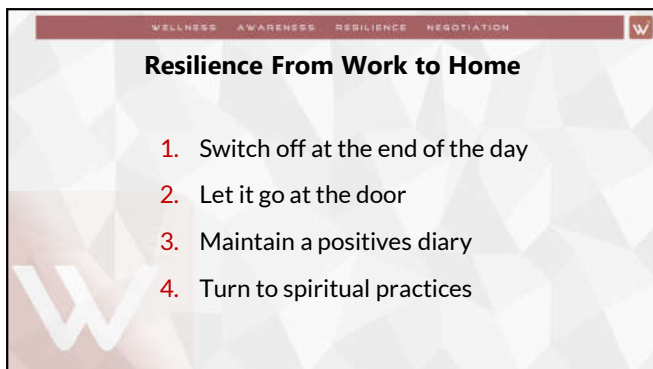 WELLNESS AWARENESS RESILIENCE NEGOTIATION W
Resilience From Work to Home
1. Switch off at the end of the day
2. Let it go at the door
3. Maintain a positives diary
4. Turn to spiritual practices
W